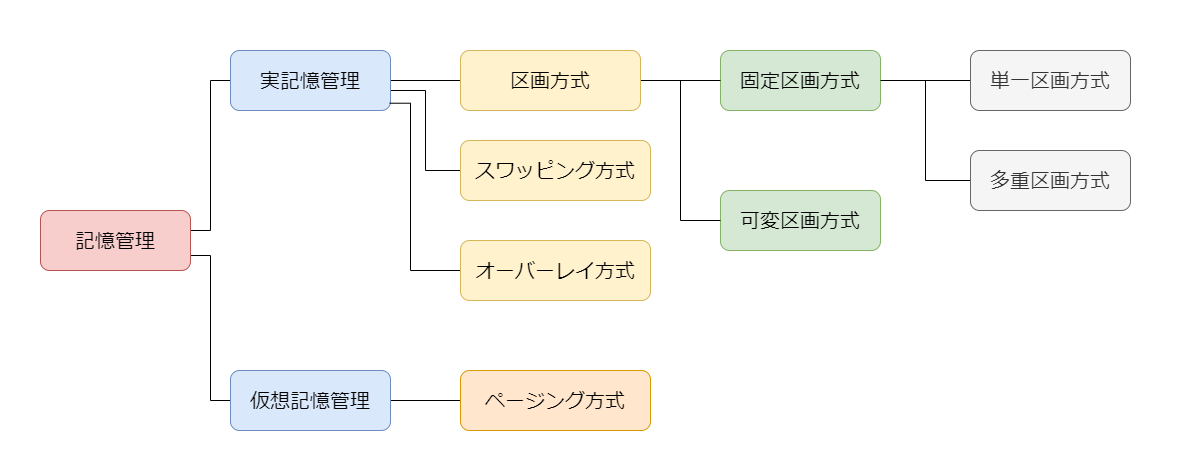 実記憶管理
区画方式
固定区画方式
単一区画方式
スワッピング方式
多重区画方式
記憶管理
可変区画方式
オーバーレイ方式
仮想記憶管理
ページング方式